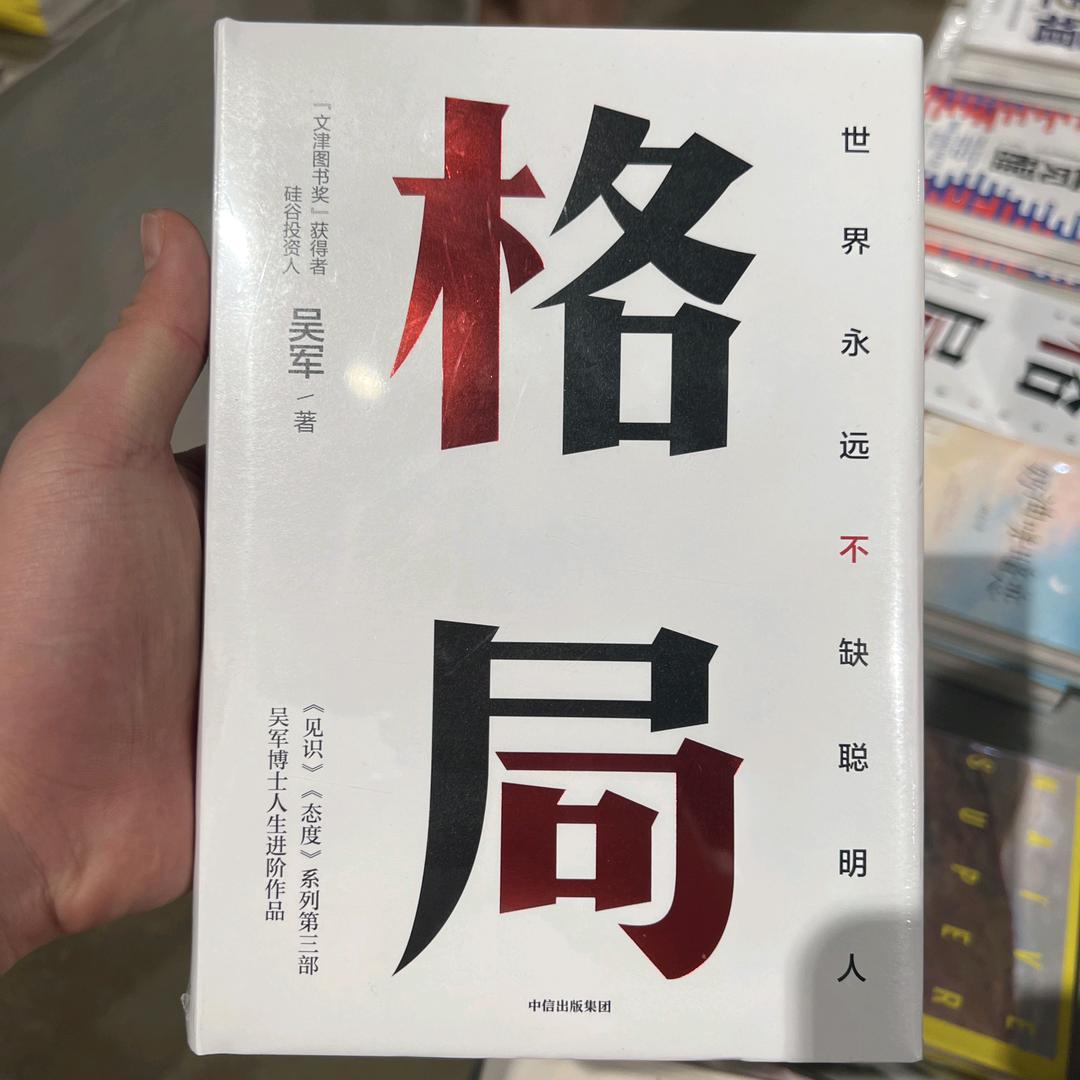 世界永远不缺聪明人
格局
「文津图书奖」获得者
硅谷投资人
吴军／著
《见识》《态度》系列第三部
吴军博士人生进阶作品
中信出版集团
SUPER